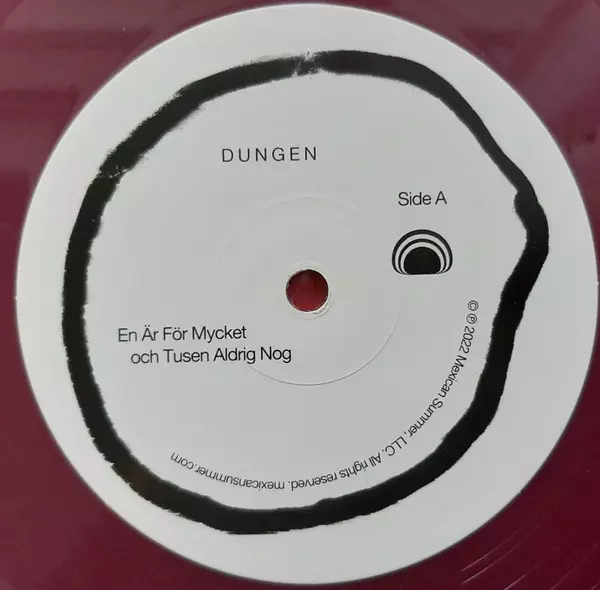 DUNGEN
Side A
En Är För Mycket
och Tusen Aldrig Nog
© ℗ 2022 Mexican Summer, LLC. All rights reserved. mexicansummer.com